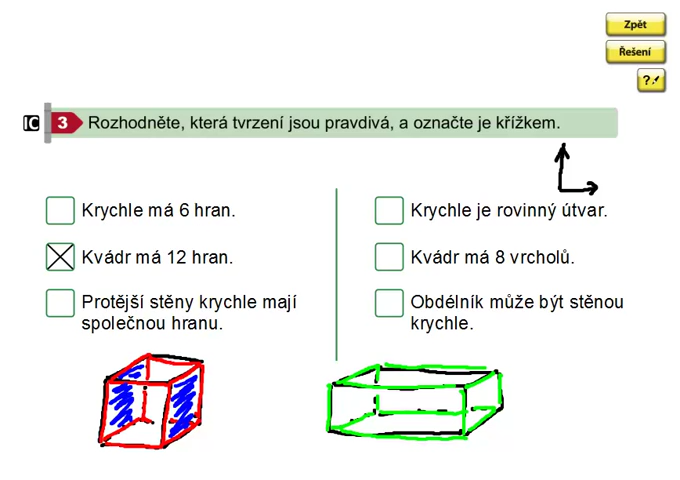 Zpět
Řešení
?
IC 3 Rozhodněte, která tvrzení jsou pravdivá, a označte je křížkem.
Krychle má 6 hran.
Kvádr má 12 hran.
Protější stěny krychle mají
společnou hranu.
Krychle je rovinný útvar.
Kvádr má 8 vrcholů.
Obdélník může být stěnou
krychle.